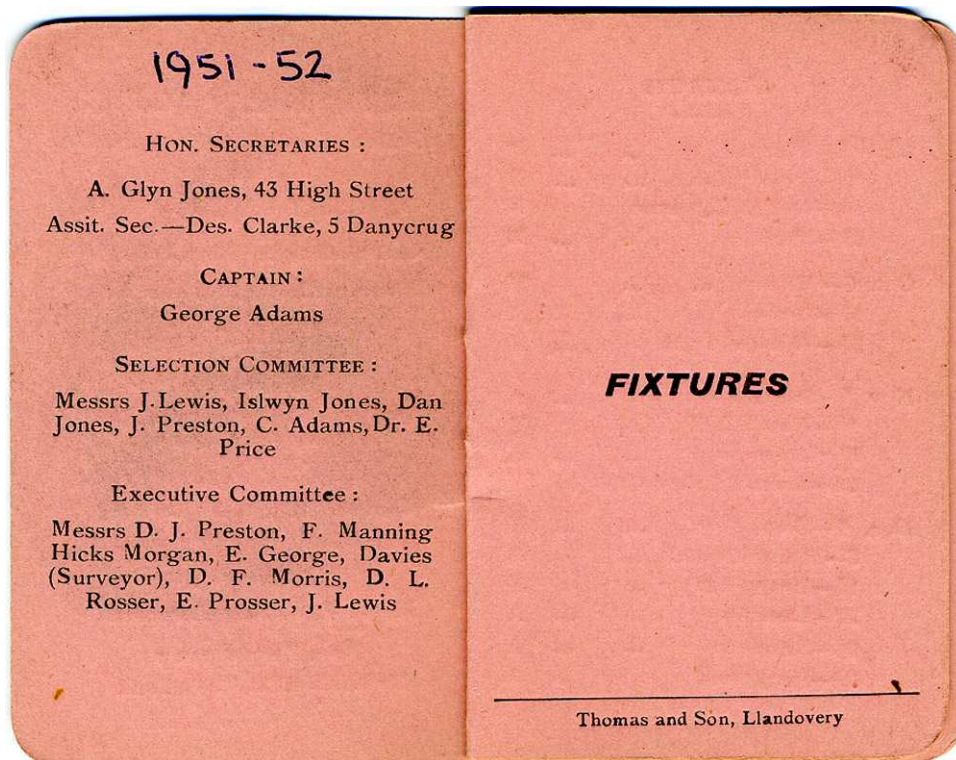 1951-52
HON. SECRETARIES :
A. Glyn Jones, 43 High Street
Assit. Sec.—Des. Clarke, 5 Danycrug
CAPTAIN :
George Adams
SELECTION COMMITTEE :
Messrs J. Lewis, Islwyn Jones, Dan
Jones, J. Preston, C. Adams, Dr. E.
Price
Executive Committee :
Messrs D. J. Preston, F. Manning
Hicks Morgan, E. George, Davies
(Surveyor), D. F. Morris, D. L.
Rosser, E. Prosser, J. Lewis
FIXTURES
Thomas and Son, Llandovery